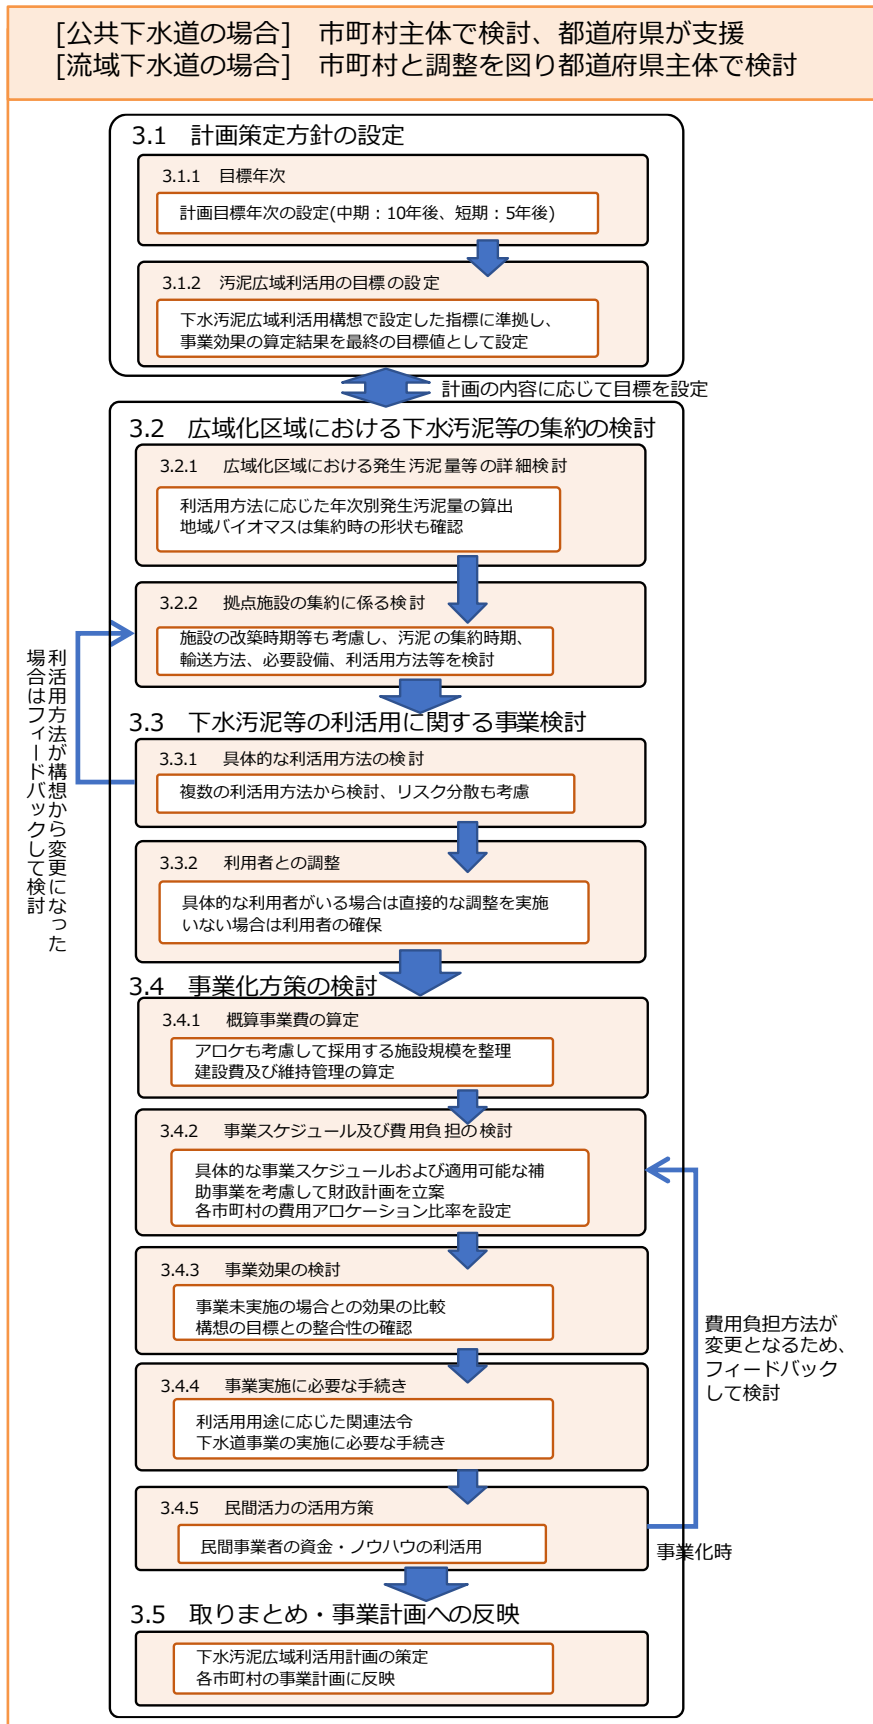 [公共下水道の場合] 市町村主体で検討、都道府県が支援
[流域下水道の場合] 市町村と調整を図り都道府県主体で検討
3.1 計画策定方針の設定
3.1.1 目標年次
計画目標年次の設定(中期：10年後、短期：5年後)
3.1.2 汚泥広域利活用の目標の設定
下水汚泥広域利活用構想で設定した指標に準拠し、
事業効果の算定結果を最終の目標値として設定
計画の内容に応じて目標を設定
3.2 広域化区域における下水汚泥等の集約の検討
3.2.1 広域化区域における発生汚泥量等の詳細検討
利活用方法に応じた年次別発生汚泥量の算出
地域バイオマスは集約時の形状も確認
3.2.2 拠点施設の集約に係る検討
施設の改築時期等も考慮し、汚泥の集約時期、
輸送方法、必要設備、利活用方法等を検討
利活用方法が構想から変更になった
場合はフィードバックして検討
3.3 下水汚泥等の利活用に関する事業検討
3.3.1 具体的な利活用方法の検討
複数の利活用方法から検討、リスク分散も考慮
3.3.2 利用者との調整
具体的な利用者がいる場合は直接的な調整を実施
いない場合は利用者の確保
3.4 事業化方策の検討
3.4.1 概算事業費の算定
アロケも考慮して採用する施設規模を整理
建設費及び維持管理の算定
3.4.2 事業スケジュール及び費用負担の検討
具体的な事業スケジュールおよび適用可能な補
助事業を考慮して財政計画を立案
各市町村の費用アロケーション比率を設定
3.4.3 事業効果の検討
事業未実施の場合との効果の比較
構想の目標との整合性の確認
費用負担方法が
変更となるため、
フィードバック
して検討
3.4.4 事業実施に必要な手続き
利活用用途に応じた関連法令
下水道事業の実施に必要な手続き
3.4.5 民間活力の活用方策
民間事業者の資金・ノウハウの利活用
事業化時
3.5 取りまとめ・事業計画への反映
下水汚泥広域利活用計画の策定
各市町村の事業計画に反映